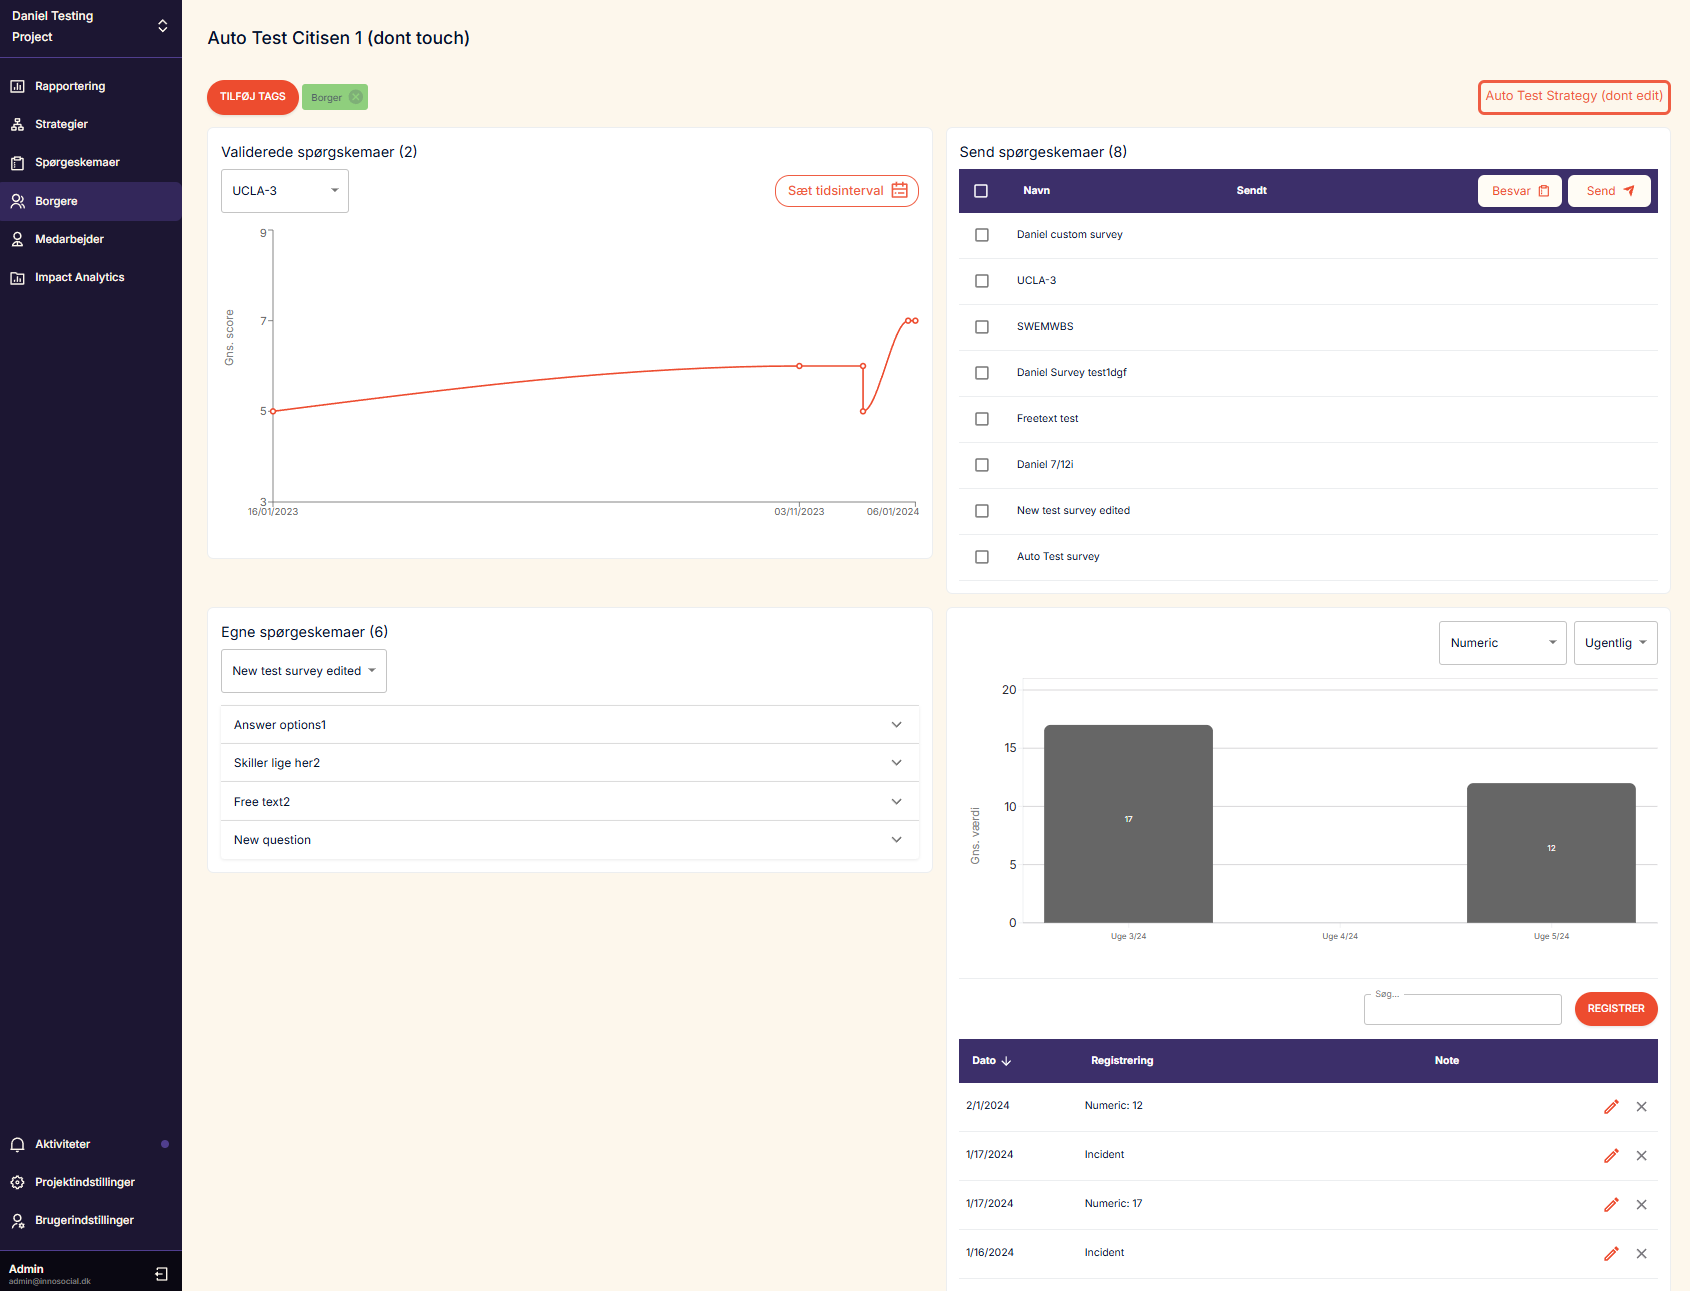 Daniel Testing
Project
Rapportering
Strategier
Spørgeskemaer
Borgere
Medarbejder
Impact Analytics
Aktiviteter
Projektindstillinger
Brugerindstillinger
Admin
admin@innosocial.dk
Auto Test Citisen 1 (dont touch)
TILFØJ TAGS
Borger
Auto Test Strategy (dont edit)
Validerede spørgskemaer (2)
UCLA-3
Sæt tidsinterval
Gns. score
9
7
5
3
16/01/2023
03/11/2023
06/01/2024
Send spørgeskemaer (8)
Navn Sendt Besvar Send
Daniel custom survey
UCLA-3
SWEMWBS
Daniel Survey test1dgf
Freetext test
Daniel 7/12i
New test survey edited
Auto Test survey
Egne spørgeskemaer (6)
New test survey edited
Answer options1
Skiller lige her2
Free text2
New question
Numeric
Ugentlig
Gns. værdi
20
15
10
5
0
17
12
Uge 3/24
Uge 4/24
Uge 5/24
Søg...
REGISTRER
Dato Registrering Note
2/1/2024 Numeric: 12
1/17/2024 Incident
1/17/2024 Numeric: 17
1/16/2024 Incident